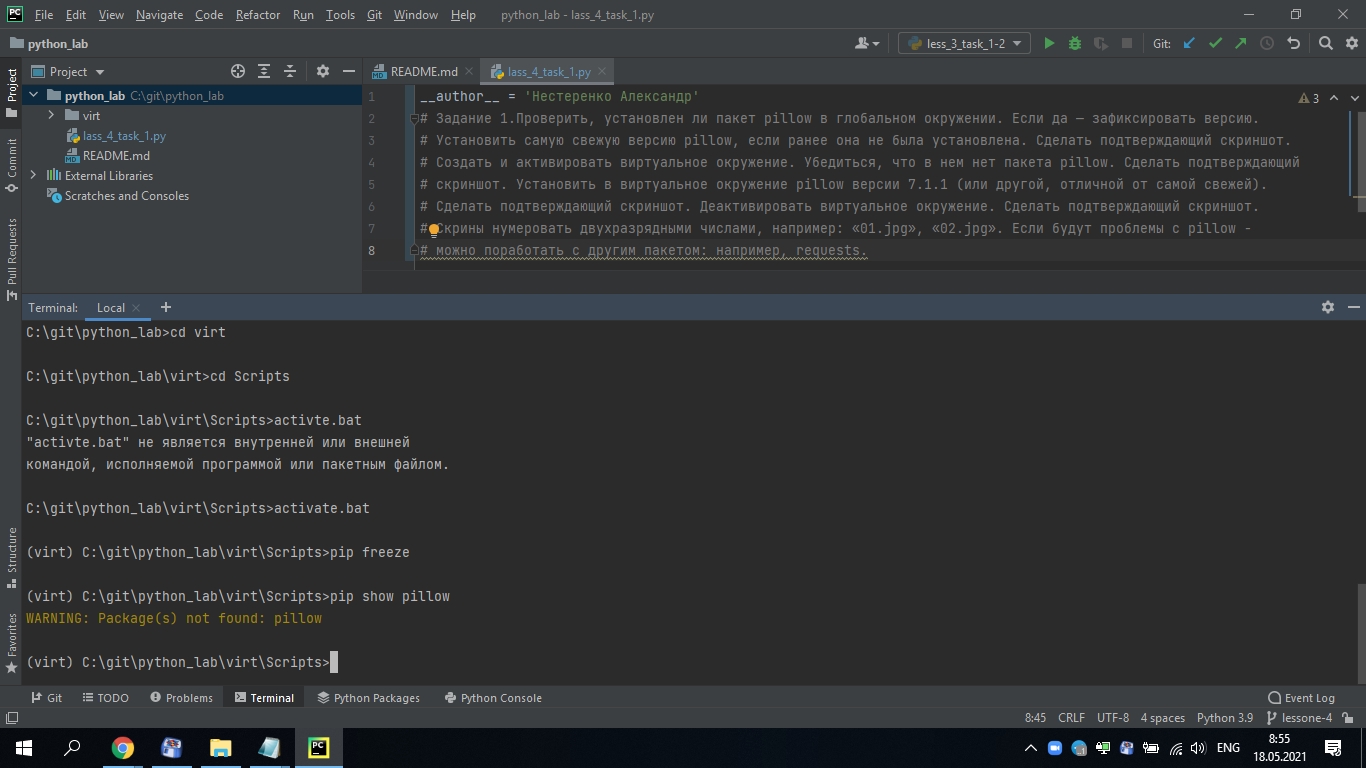 PC File Edit View Navigate Code Refactor Run Tools Git Window Help python_lab - lass_4_task_1.py
python_lab less_3_task_1-2 Git:
Project README.md lass_4_task_1.py
python_lab C:\git\python_lab
virt
lass_4_task_1.py
README.md
External Libraries
Scratches and Consoles
Project
Commit
Pull Requests
1 __author__ = 'Нестеренко Александр'
3
2 # Задание 1.Проверить, установлен ли пакет pillow в глобальном окружении. Если да — зафиксировать версию.
3 # Установить самую свежую версию pillow, если ранее она не была установлена. Сделать подтверждающий скриншот.
4 # Создать и активировать виртуальное окружение. Убедиться, что в нем нет пакета pillow. Сделать подтверждающий
5 # скриншот. Установить в виртуальное окружение pillow версии 7.1.1 (или другой, отличной от самой свежей).
6 # Сделать подтверждающий скриншот. Деактивировать виртуальное окружение. Сделать подтверждающий скриншот.
7 # Скрины нумеровать двухразрядными числами, например: «01.jpg», «02.jpg». Если будут проблемы с pillow -
8 # можно поработать с другим пакетом: например, requests.
Terminal: Local
C:\git\python_lab>cd virt
C:\git\python_lab\virt>cd Scripts
C:\git\python_lab\virt\Scripts>activte.bat
"activte.bat" не является внутренней или внешней
командой, исполняемой программой или пакетным файлом.
C:\git\python_lab\virt\Scripts>activate.bat
(virt) C:\git\python_lab\virt\Scripts>pip freeze
(virt) C:\git\python_lab\virt\Scripts>pip show pillow
WARNING: Package(s) not found: pillow
(virt) C:\git\python_lab\virt\Scripts>
Structure
Favorites
Git TODO Problems Terminal Python Packages Python Console Event Log
8:45 CRLF UTF-8 4 spaces Python 3.9 lessone-4
PC ENG
8:55
18.05.2021